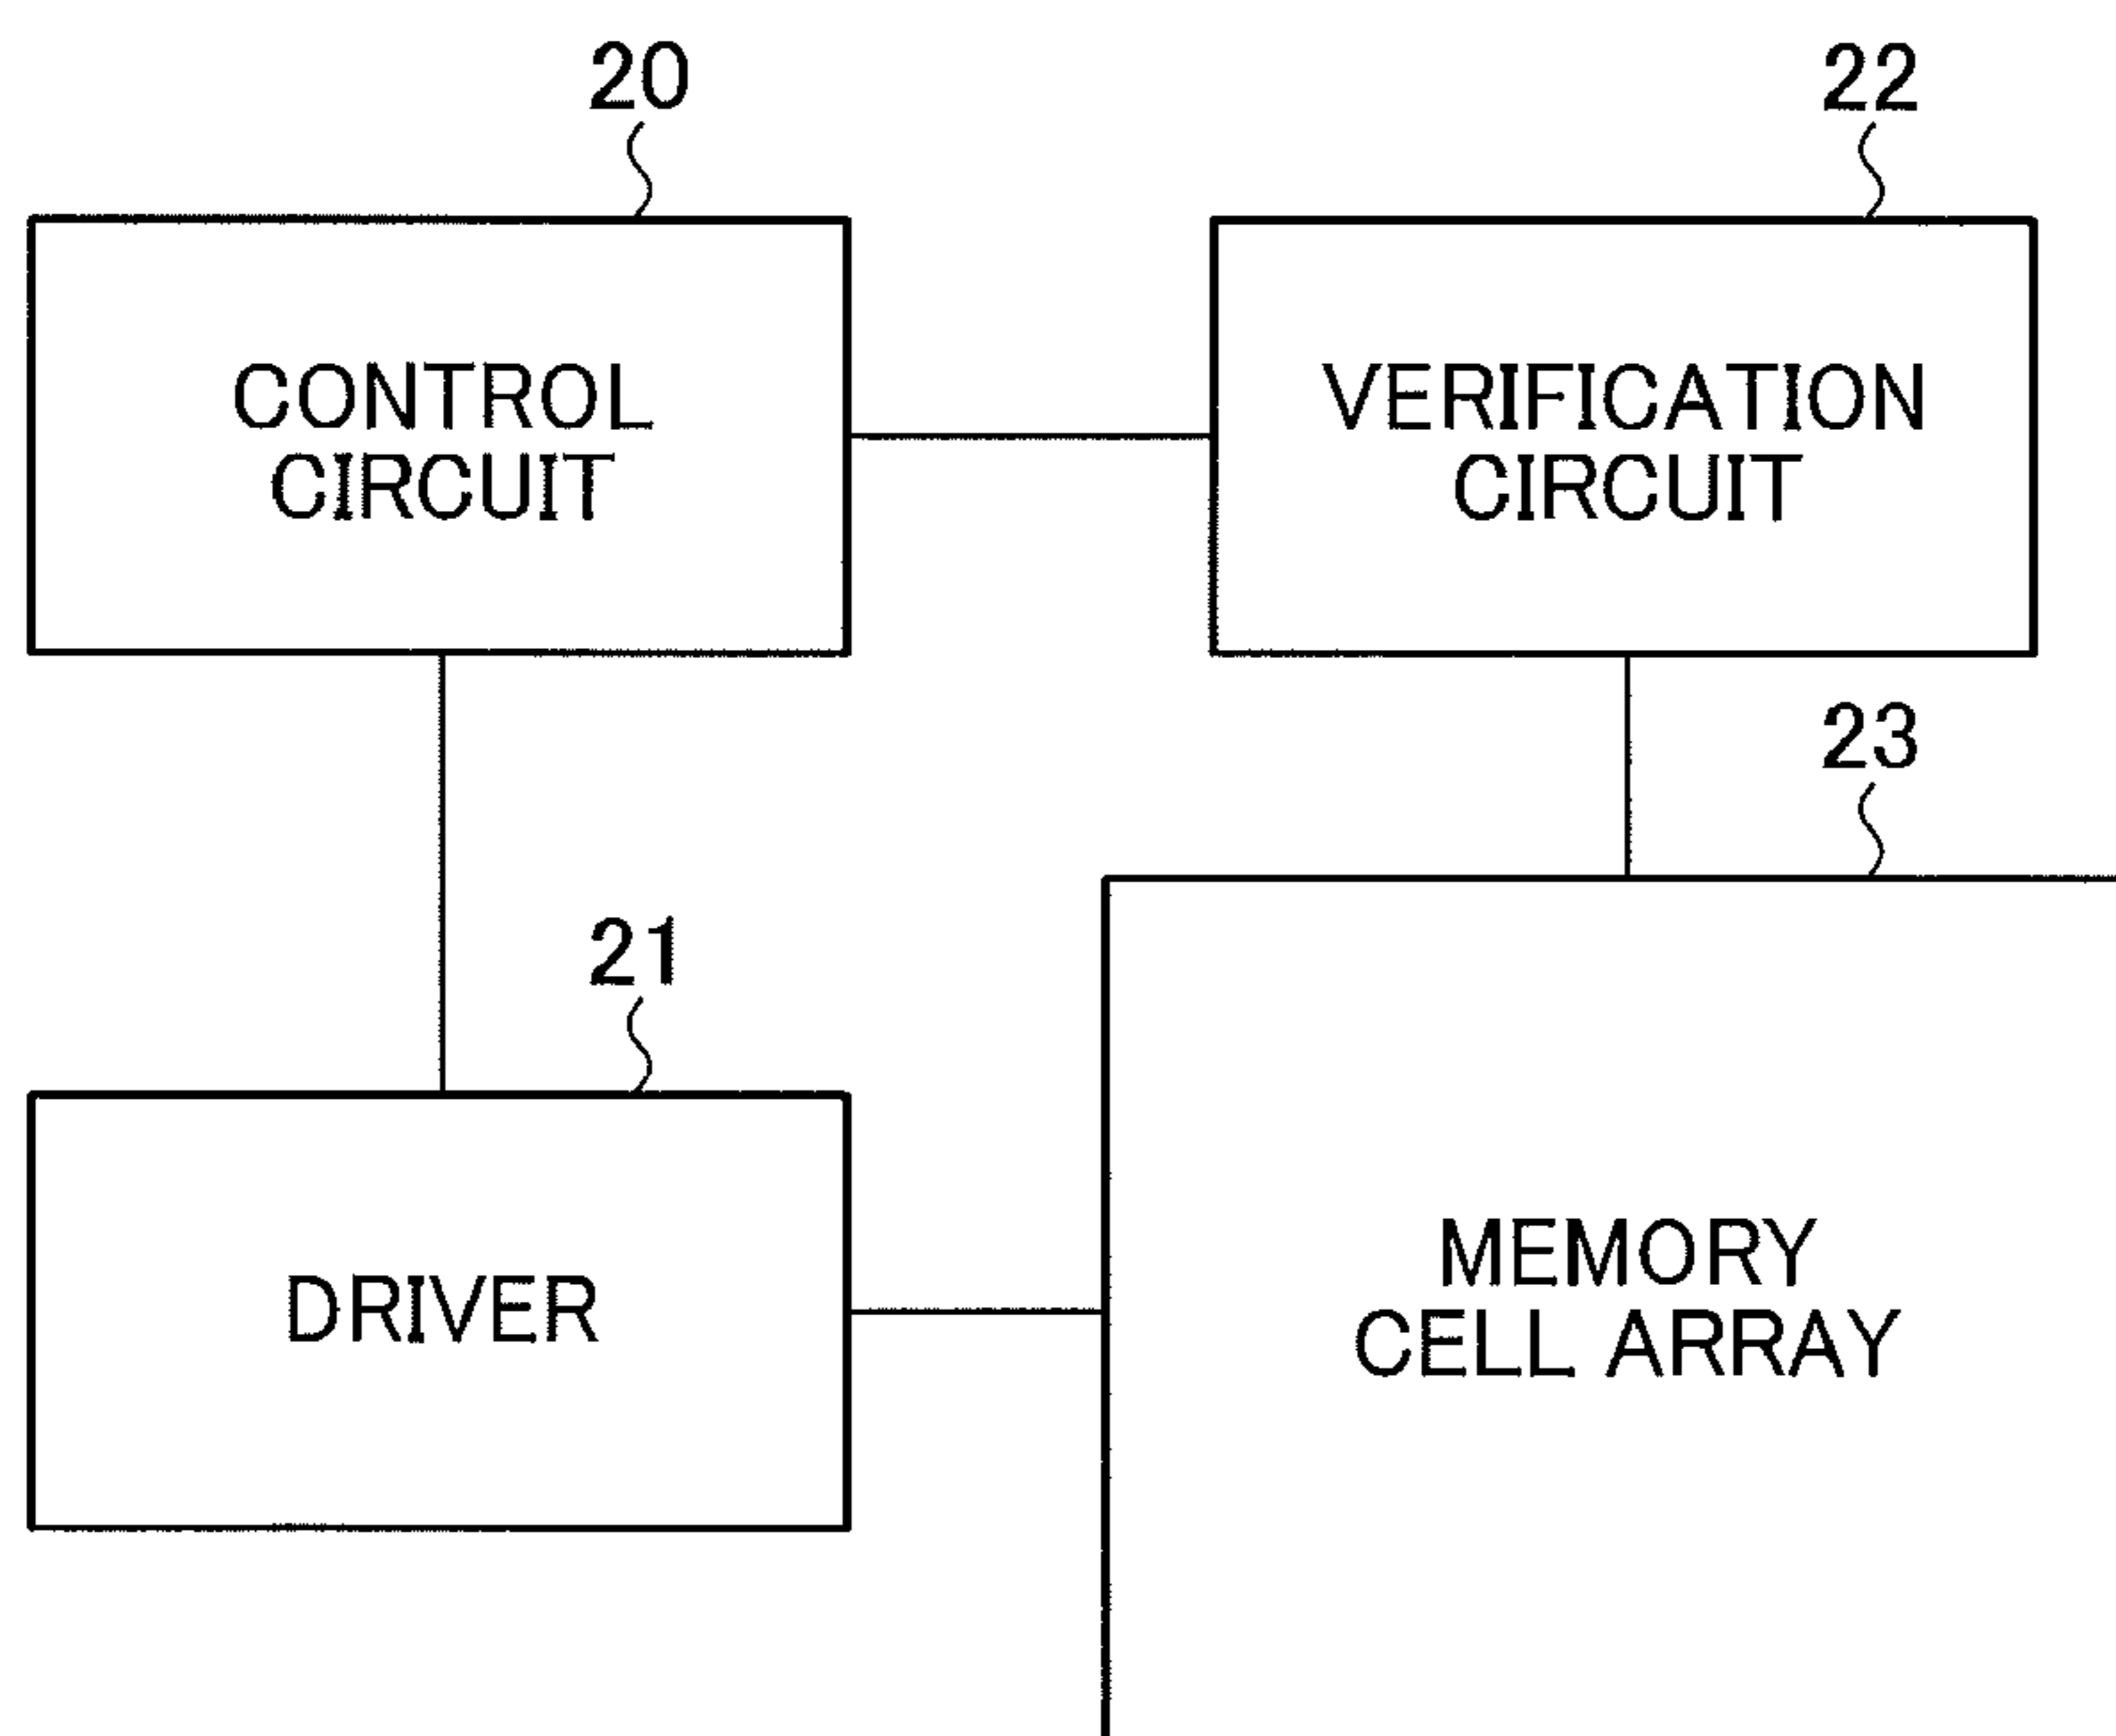 20
22
CONTROL
CIRCUIT
VERIFICATION
CIRCUIT
23
21
DRIVER
MEMORY
CELL ARRAY